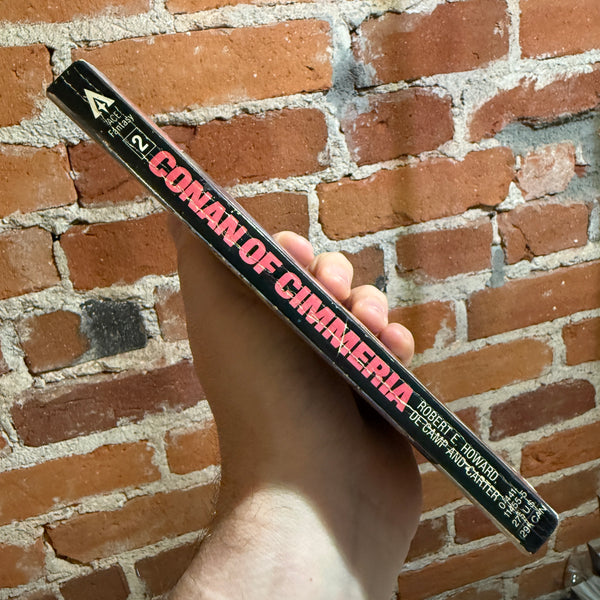 ACE
Fantasy
2
CONAN OF CIMMERIA
ROBERT E. HOWARD
DE CAMP AND CARTER